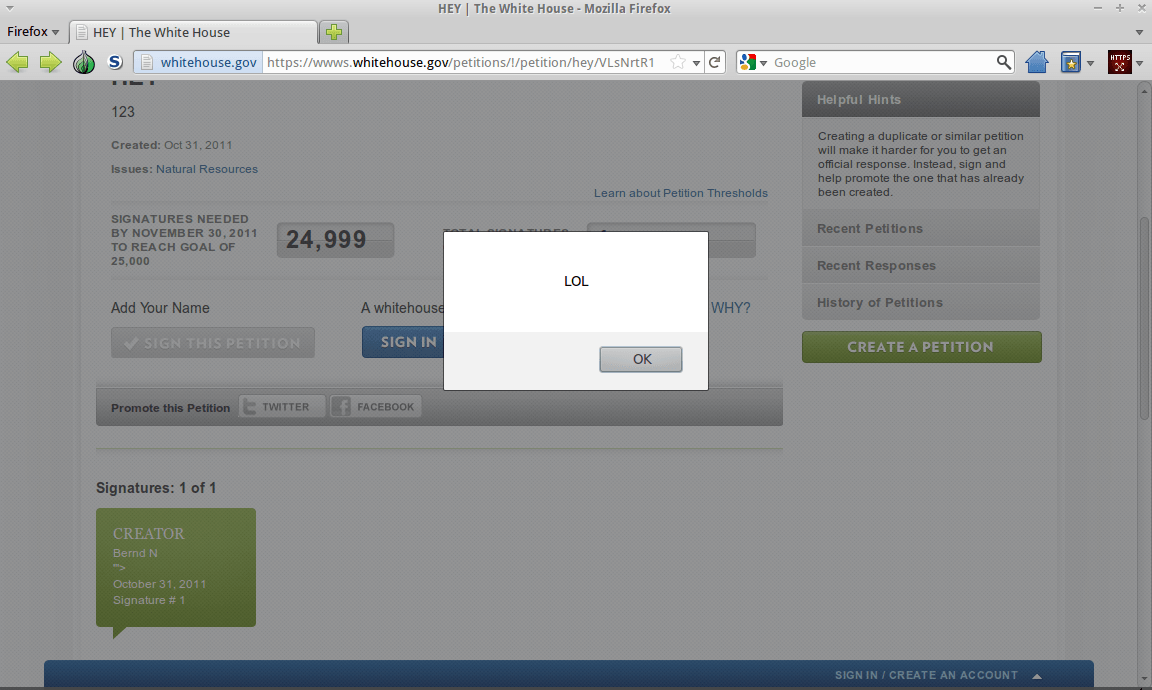 HEY | The White House - Mozilla Firefox
Firefox
HEY | The White House
whitehouse.gov
https://wwws.whitehouse.gov/petitions/!/petition/hey/VLsNrtR1
Google
HTTPS
123
Created: Oct 31, 2011
Issues: Natural Resources
Learn about Petition Thresholds
SIGNATURES NEEDED
BY NOVEMBER 30, 2011
TO REACH GOAL OF
25,000
24,999
TOTAL SIGNATURES
Add Your Name
SIGN THIS PETITION
A whitehouse
WHY?
SIGN IN
LOL
OK
Promote this Petition
TWITTER
FACEBOOK
Signatures: 1 of 1
CREATOR
Bernd N
"'>
October 31, 2011
Signature # 1
Helpful Hints
Creating a duplicate or similar petition
will make it harder for you to get an
official response. Instead, sign and
help promote the one that has already
been created.
Recent Petitions
Recent Responses
History of Petitions
CREATE A PETITION
SIGN IN / CREATE AN ACCOUNT